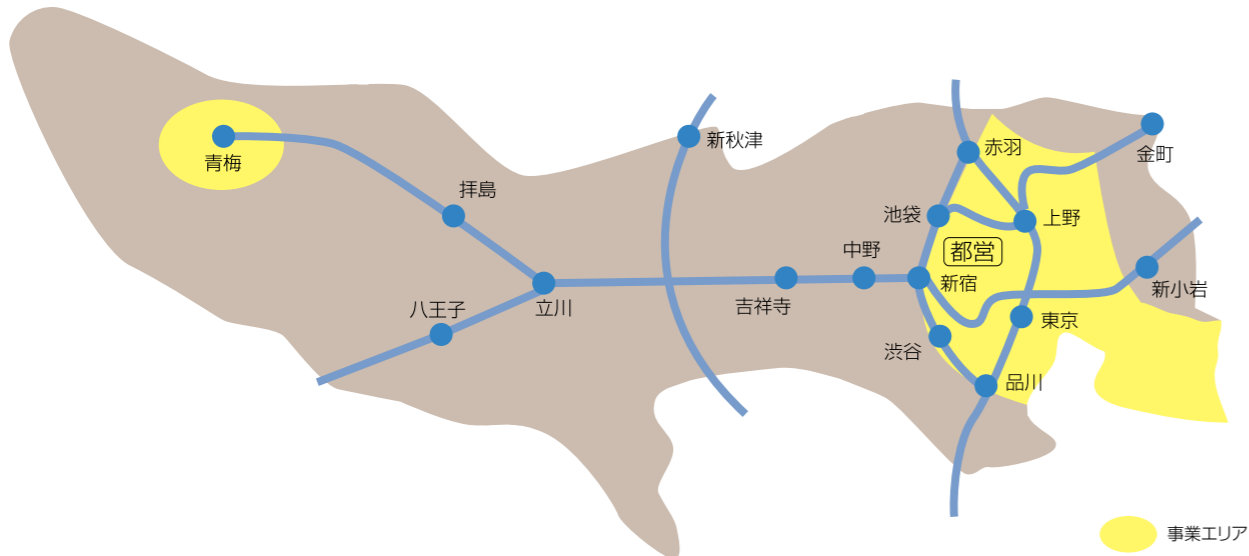 青梅
拝島
八王子
立川
新秋津
吉祥寺
中野
新宿
池袋
都営
赤羽
上野
金町
新小岩
東京
渋谷
品川
事業エリア